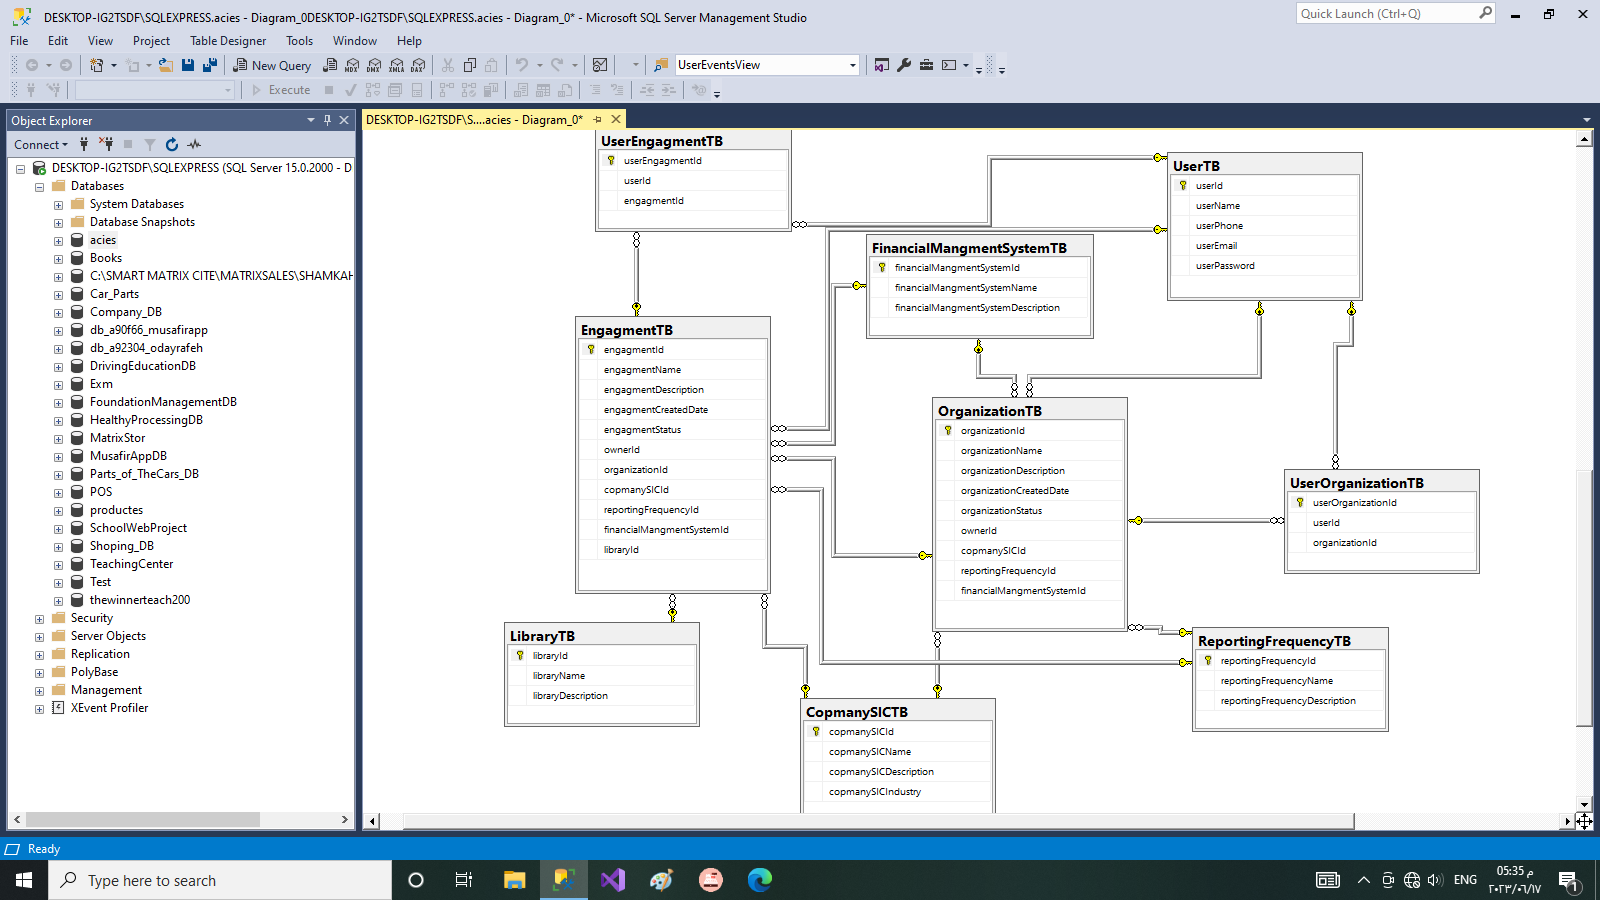 DESKTOP-IG2TSDF\SQLEXPRESS.acies - Diagram_0DESKTOP-IG2TSDF\SQLEXPRESS.acies - Diagram_0* - Microsoft SQL Server Management Studio
Quick Launch (Ctrl+Q)
File Edit View Project Table Designer Tools Window Help
New Query MDX DMX XMLA DAX UserEventsView
Execute
Object Explorer
Connect
DESKTOP-IG2TSDF\SQLEXPRESS (SQL Server 15.0.2000 - D
Databases
System Databases
Database Snapshots
acies
Books
C:\SMART MATRIX CITE\MATRIXSALES\SHAMKAH
Car_Parts
Company_DB
db_a90f66_musafirapp
db_a92304_odayrafeh
DrivingEducationDB
Exm
FoundationManagementDB
HealthyProcessingDB
MatrixStor
MusafirAppDB
Parts_of_TheCars_DB
POS
productes
SchoolWebProject
Shoping_DB
TeachingCenter
Test
thewinnerteach200
Security
Server Objects
Replication
PolyBase
Management
XEvent Profiler
DESKTOP-IG2TSDF\S....acies - Diagram_0*
UserEngagmentTB
userEngagmentId
userId
engagmentId
UserTB
userId
userName
userPhone
userEmail
userPassword
FinancialMangmentSystemTB
financialMangmentSystemId
financialMangmentSystemName
financialMangmentSystemDescription
EngagmentTB
engagmentId
engagmentName
engagmentDescription
engagmentCreatedDate
engagmentStatus
ownerId
organizationId
copmanySICId
reportingFrequencyId
financialMangmentSystemId
libraryId
OrganizationTB
organizationId
organizationName
organizationDescription
organizationCreatedDate
organizationStatus
ownerId
copmanySICId
reportingFrequencyId
financialMangmentSystemId
UserOrganizationTB
userOrganizationId
userId
organizationId
LibraryTB
libraryId
libraryName
libraryDescription
ReportingFrequencyTB
reportingFrequencyId
reportingFrequencyName
reportingFrequencyDescription
CopmanySICTB
copmanySICId
copmanySICName
copmanySICDescription
copmanySICIndustry
Ready
Type here to search
ENG
05:35 م
٢٠٢٣/٠٦/١٧
1